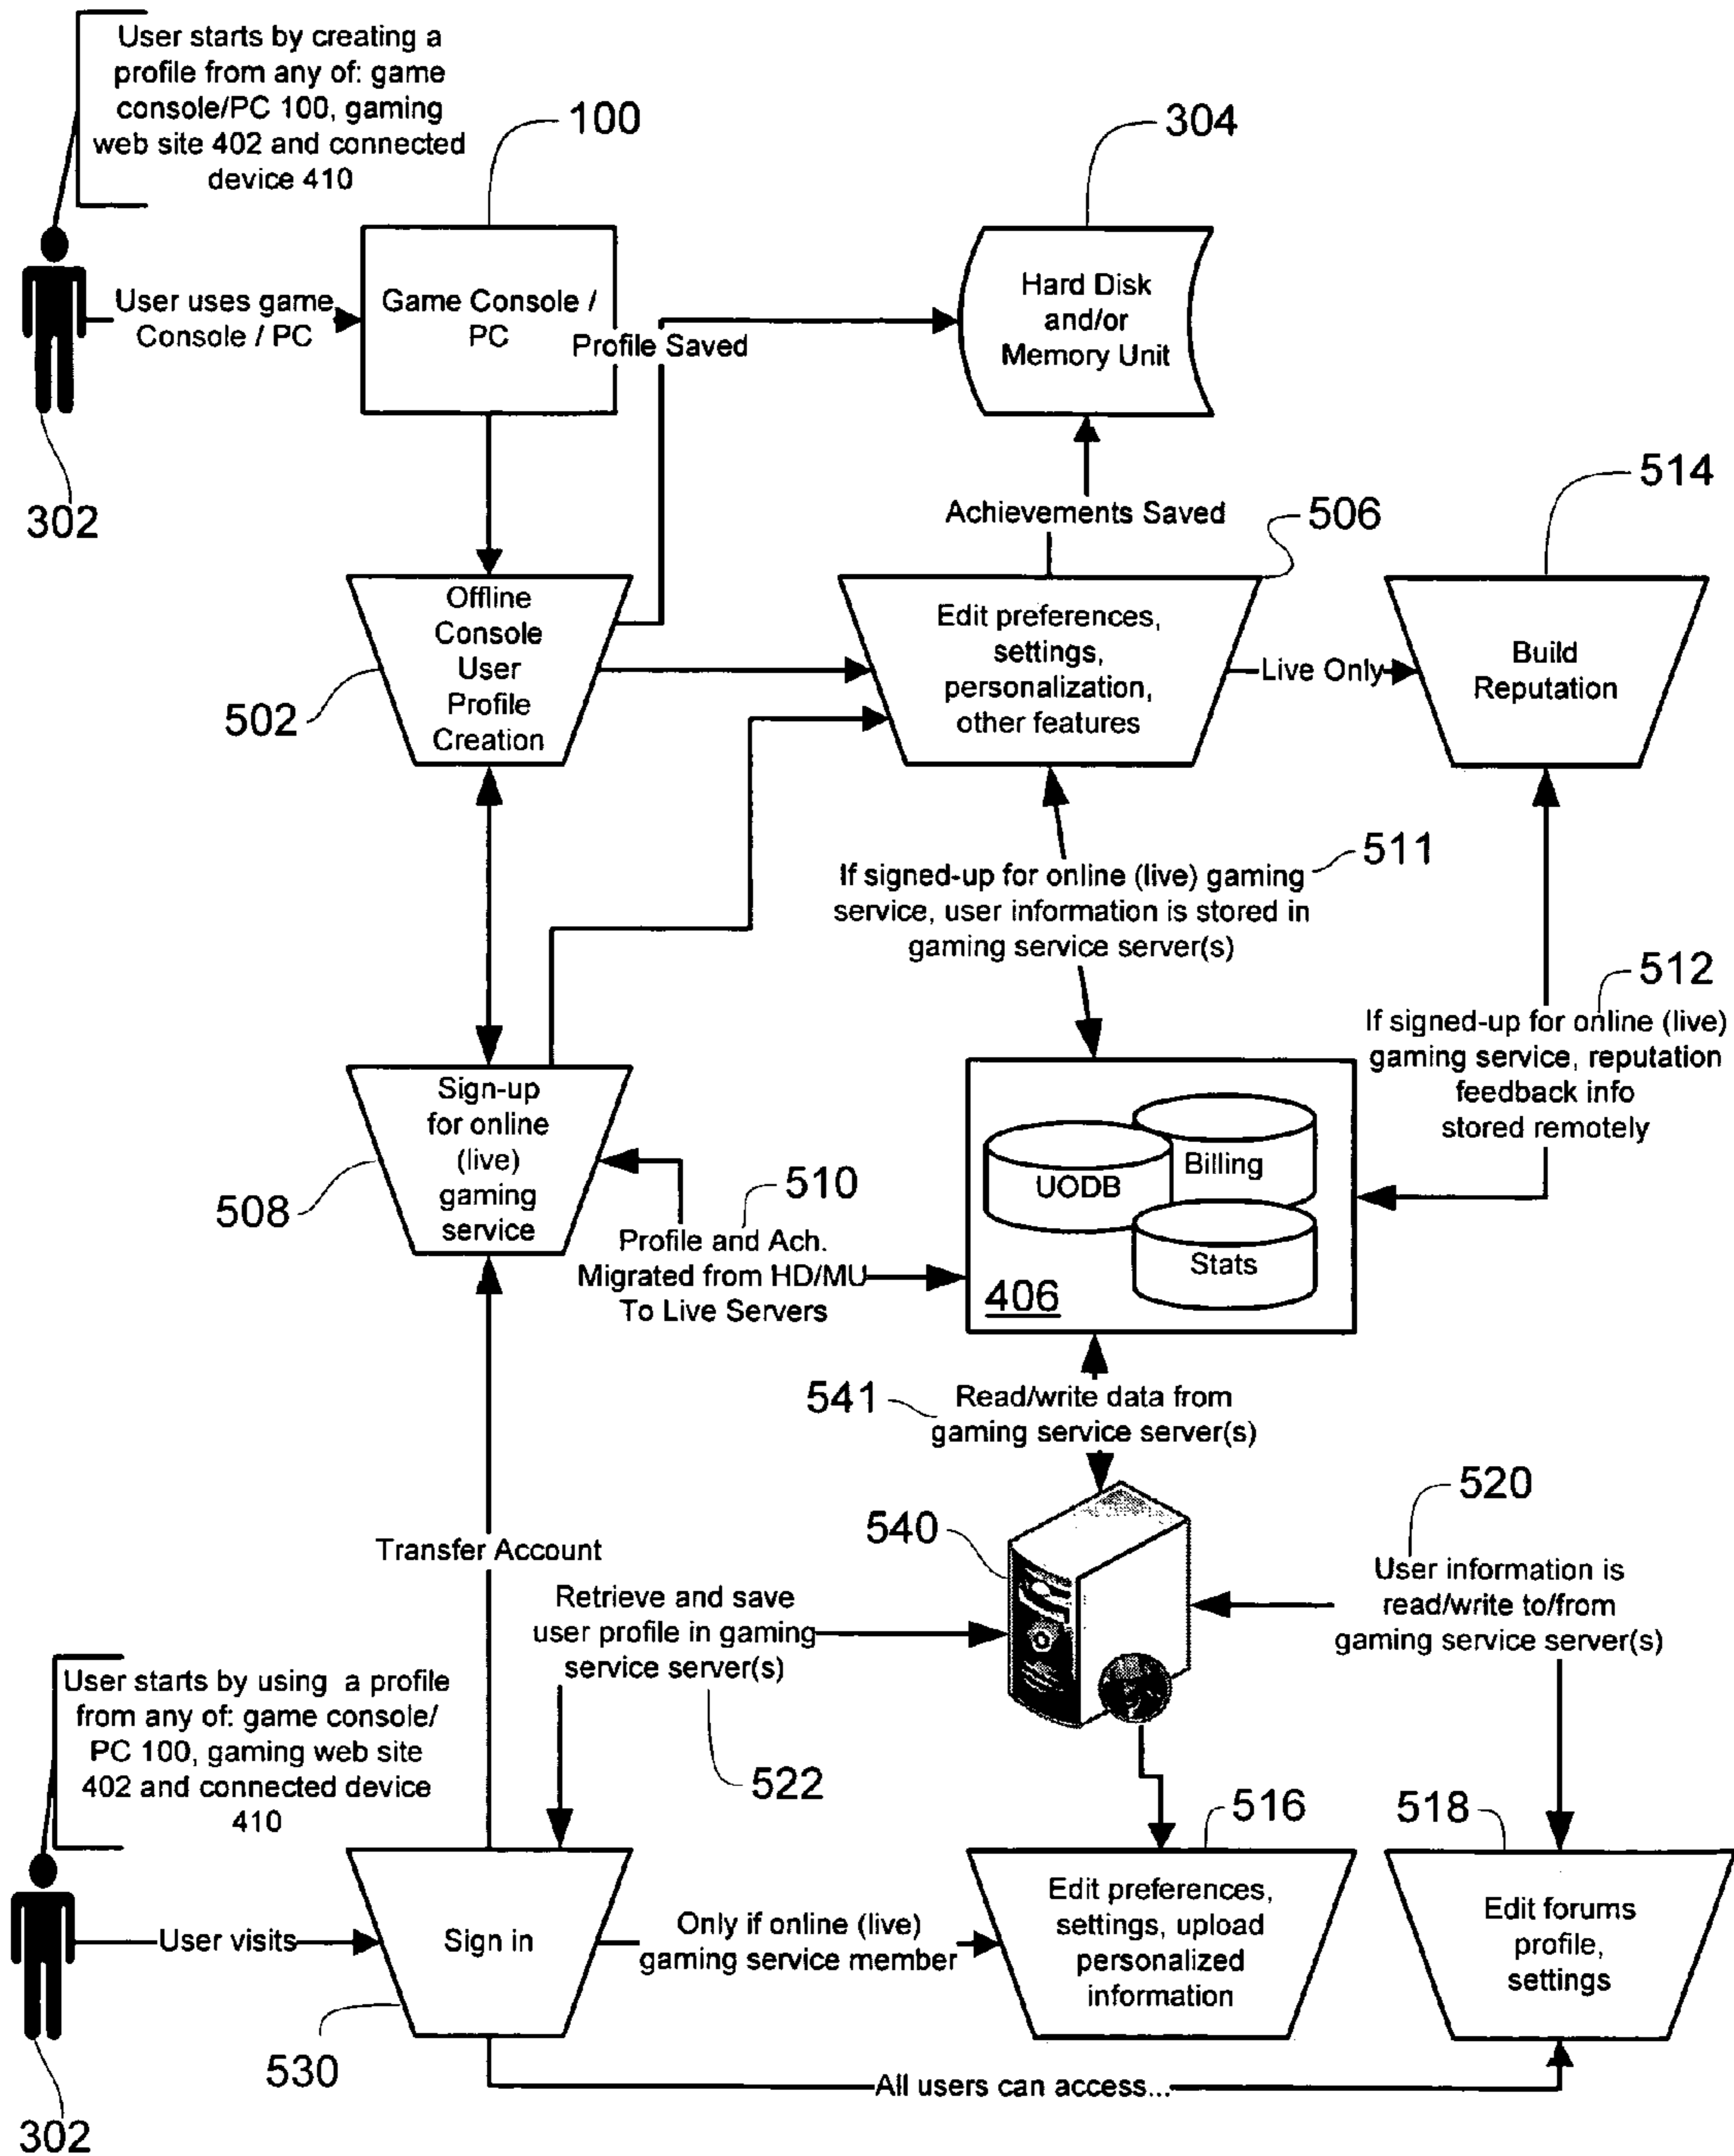 User starts by creating a
profile from any of: game
console/PC 100, gaming
web site 402 and connected
device 410
100
304
User uses game
Console / PC
Game Console /
PC
Profile Saved
Hard Disk
and/or
Memory Unit
302
Achievements Saved
506
514
Offline
Console
User
Profile
Creation
502
Edit preferences,
settings,
personalization,
other features
Live Only
Build
Reputation
511
If signed-up for online (live) gaming
service, user information is stored in
gaming service server(s)
512
If signed-up for online (live)
gaming service, reputation
feedback info
stored remotely
Sign-up
for online
(live)
gaming
service
508
510
Profile and Ach.
Migrated from HD/MU
To Live Servers
UODB
Billing
Stats
406
541
Read/write data from
gaming service server(s)
540
520
User information is
read/write to/from
gaming service server(s)
Transfer Account
Retrieve and save
user profile in gaming
service server(s)
522
User starts by using a profile
from any of: game console/
PC 100, gaming web site
402 and connected device
410
516
518
User visits
Sign in
Only if online (live)
gaming service member
Edit preferences,
settings, upload
personalized
information
Edit forums
profile,
settings
530
All users can access...
302